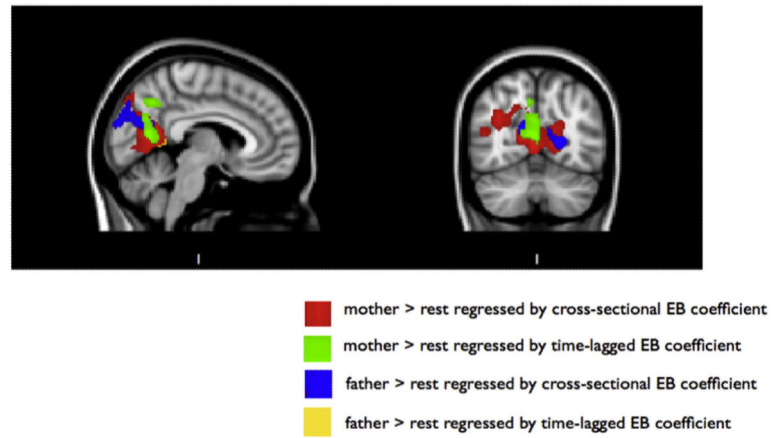 mother > rest regressed by cross-sectional EB coefficient
mother > rest regressed by time-lagged EB coefficient
father > rest regressed by cross-sectional EB coefficient
father > rest regressed by time-lagged EB coefficient